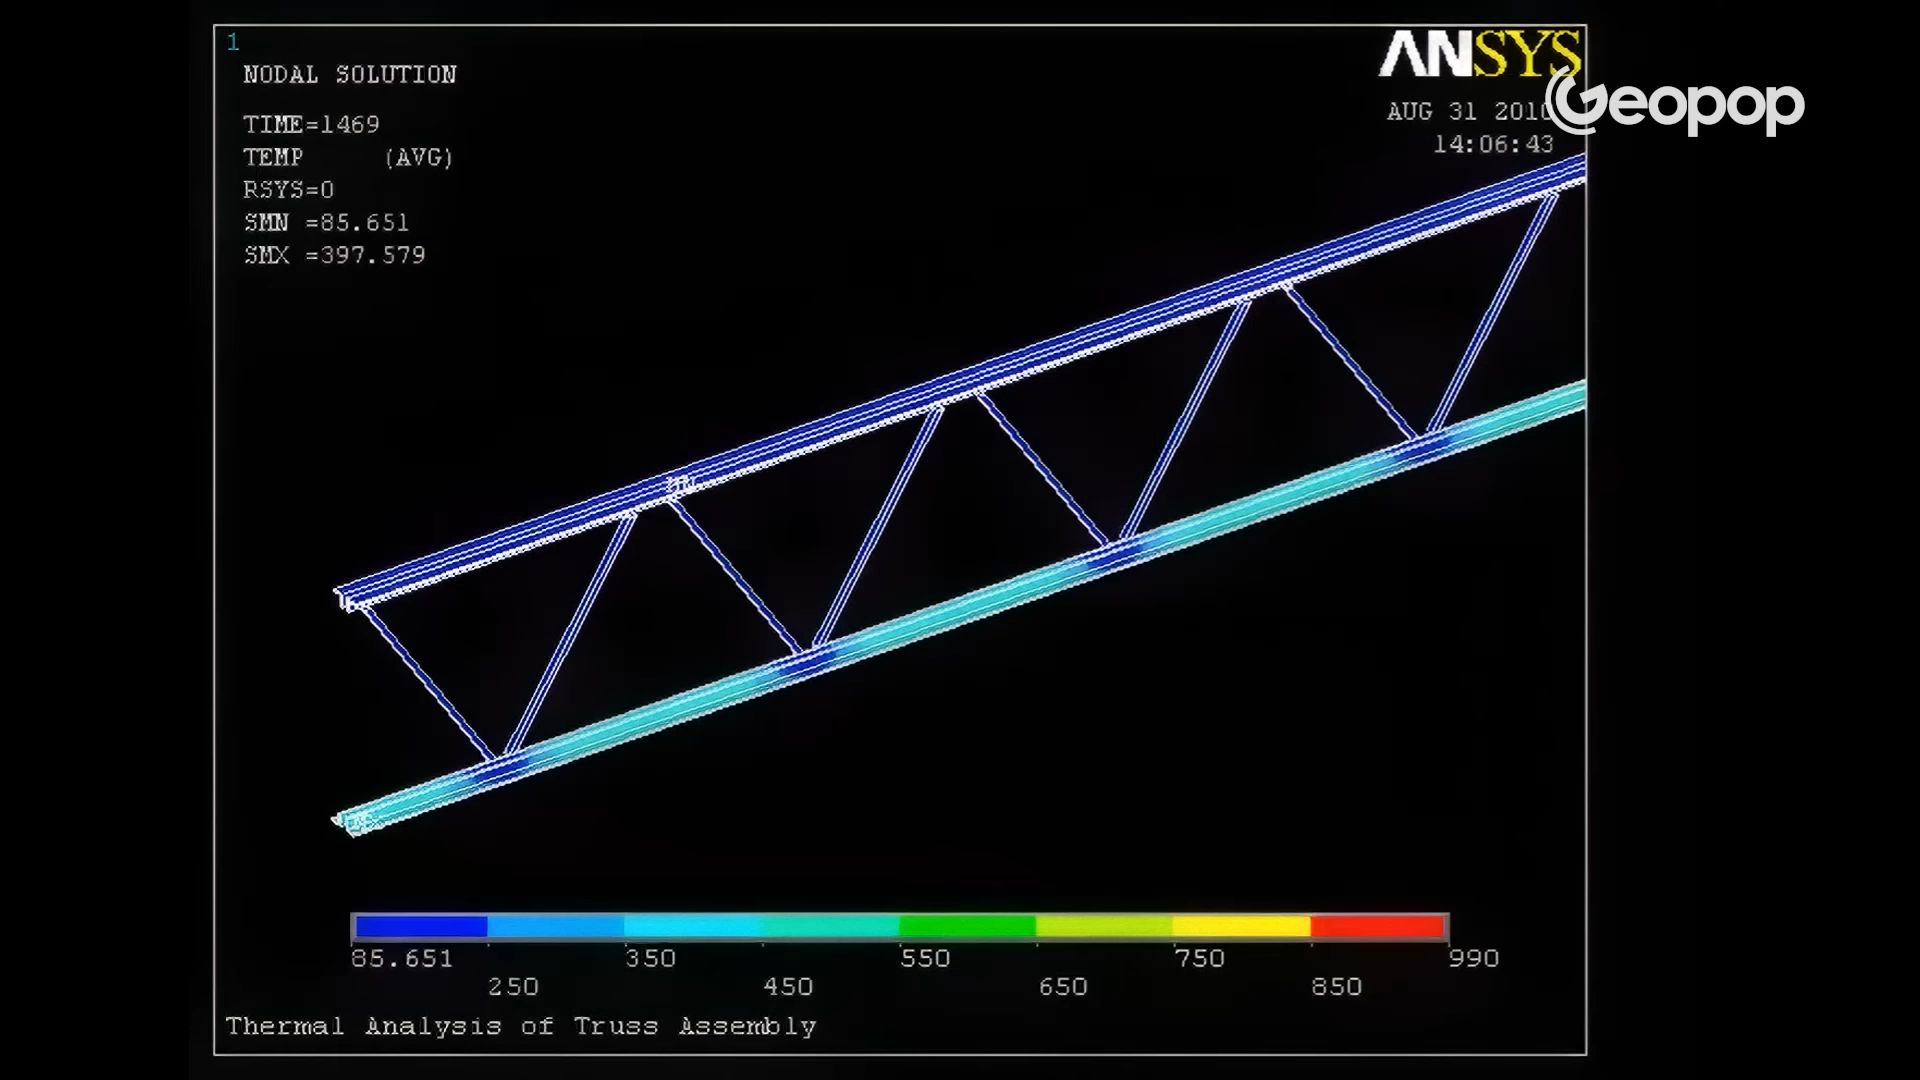 1
ANSYS
NODAL SOLUTION
Geopop
AUG 31 2010
TIME=1469
14:06:43
TEMP (AVG)
RSYS=0
SMN =85.651
SMX =397.579
MN
85.651 350 550 750 990
250 450 650 850
Thermal Analysis of Truss Assembly